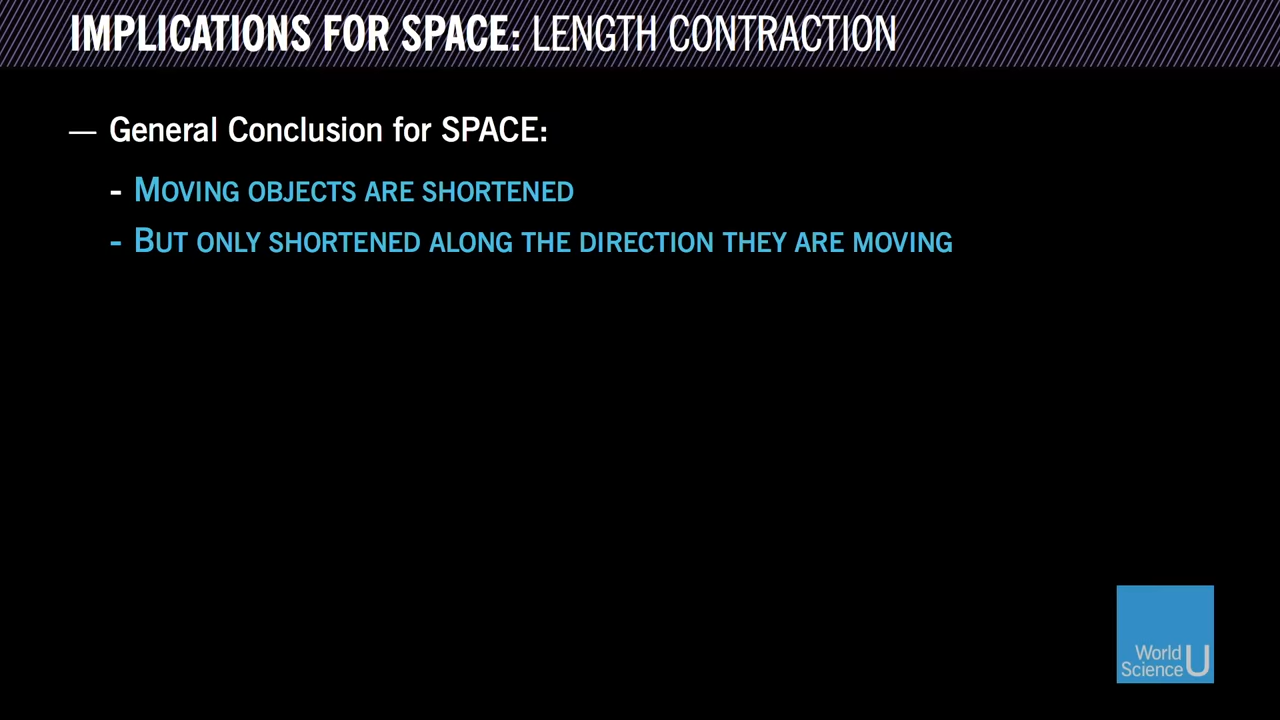 IMPLICATIONS FOR SPACE: LENGTH CONTRACTION
— General Conclusion for SPACE:
- MOVING OBJECTS ARE SHORTENED
- BUT ONLY SHORTENED ALONG THE DIRECTION THEY ARE MOVING
World
Science U